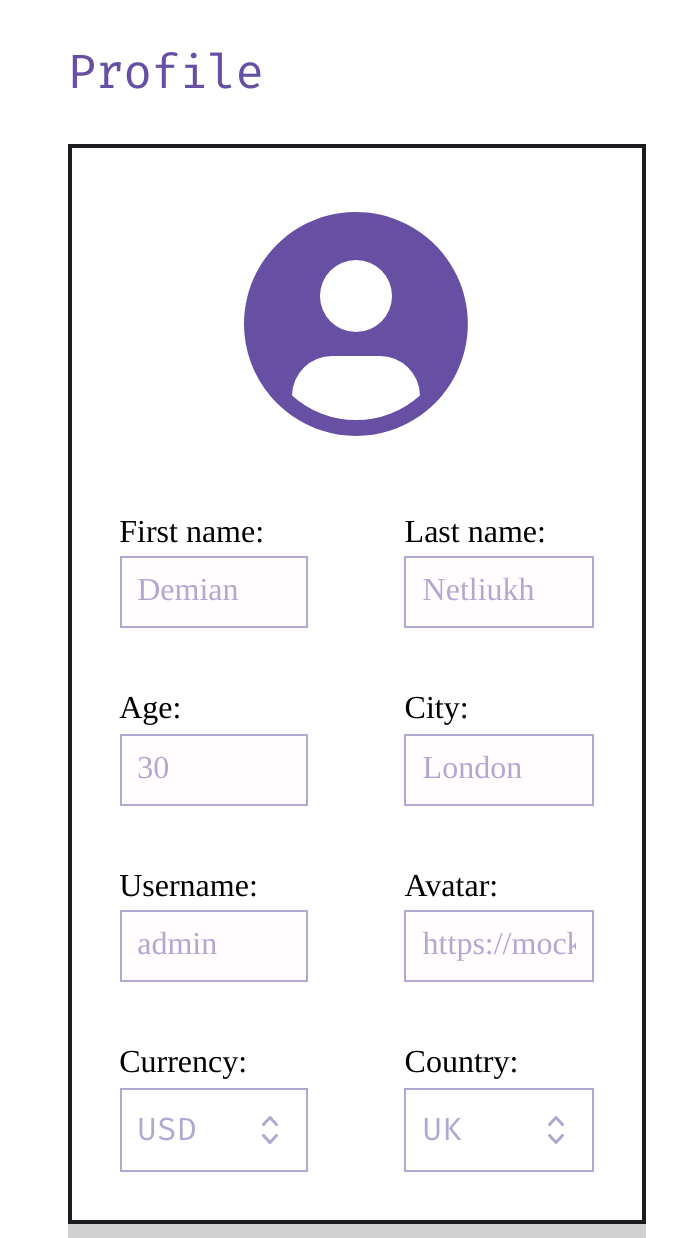 Profile
First name: Last name:
Demian Netliukh
Age: City:
30 London
Username: Avatar:
admin https://mock
Currency: Country:
USD UK